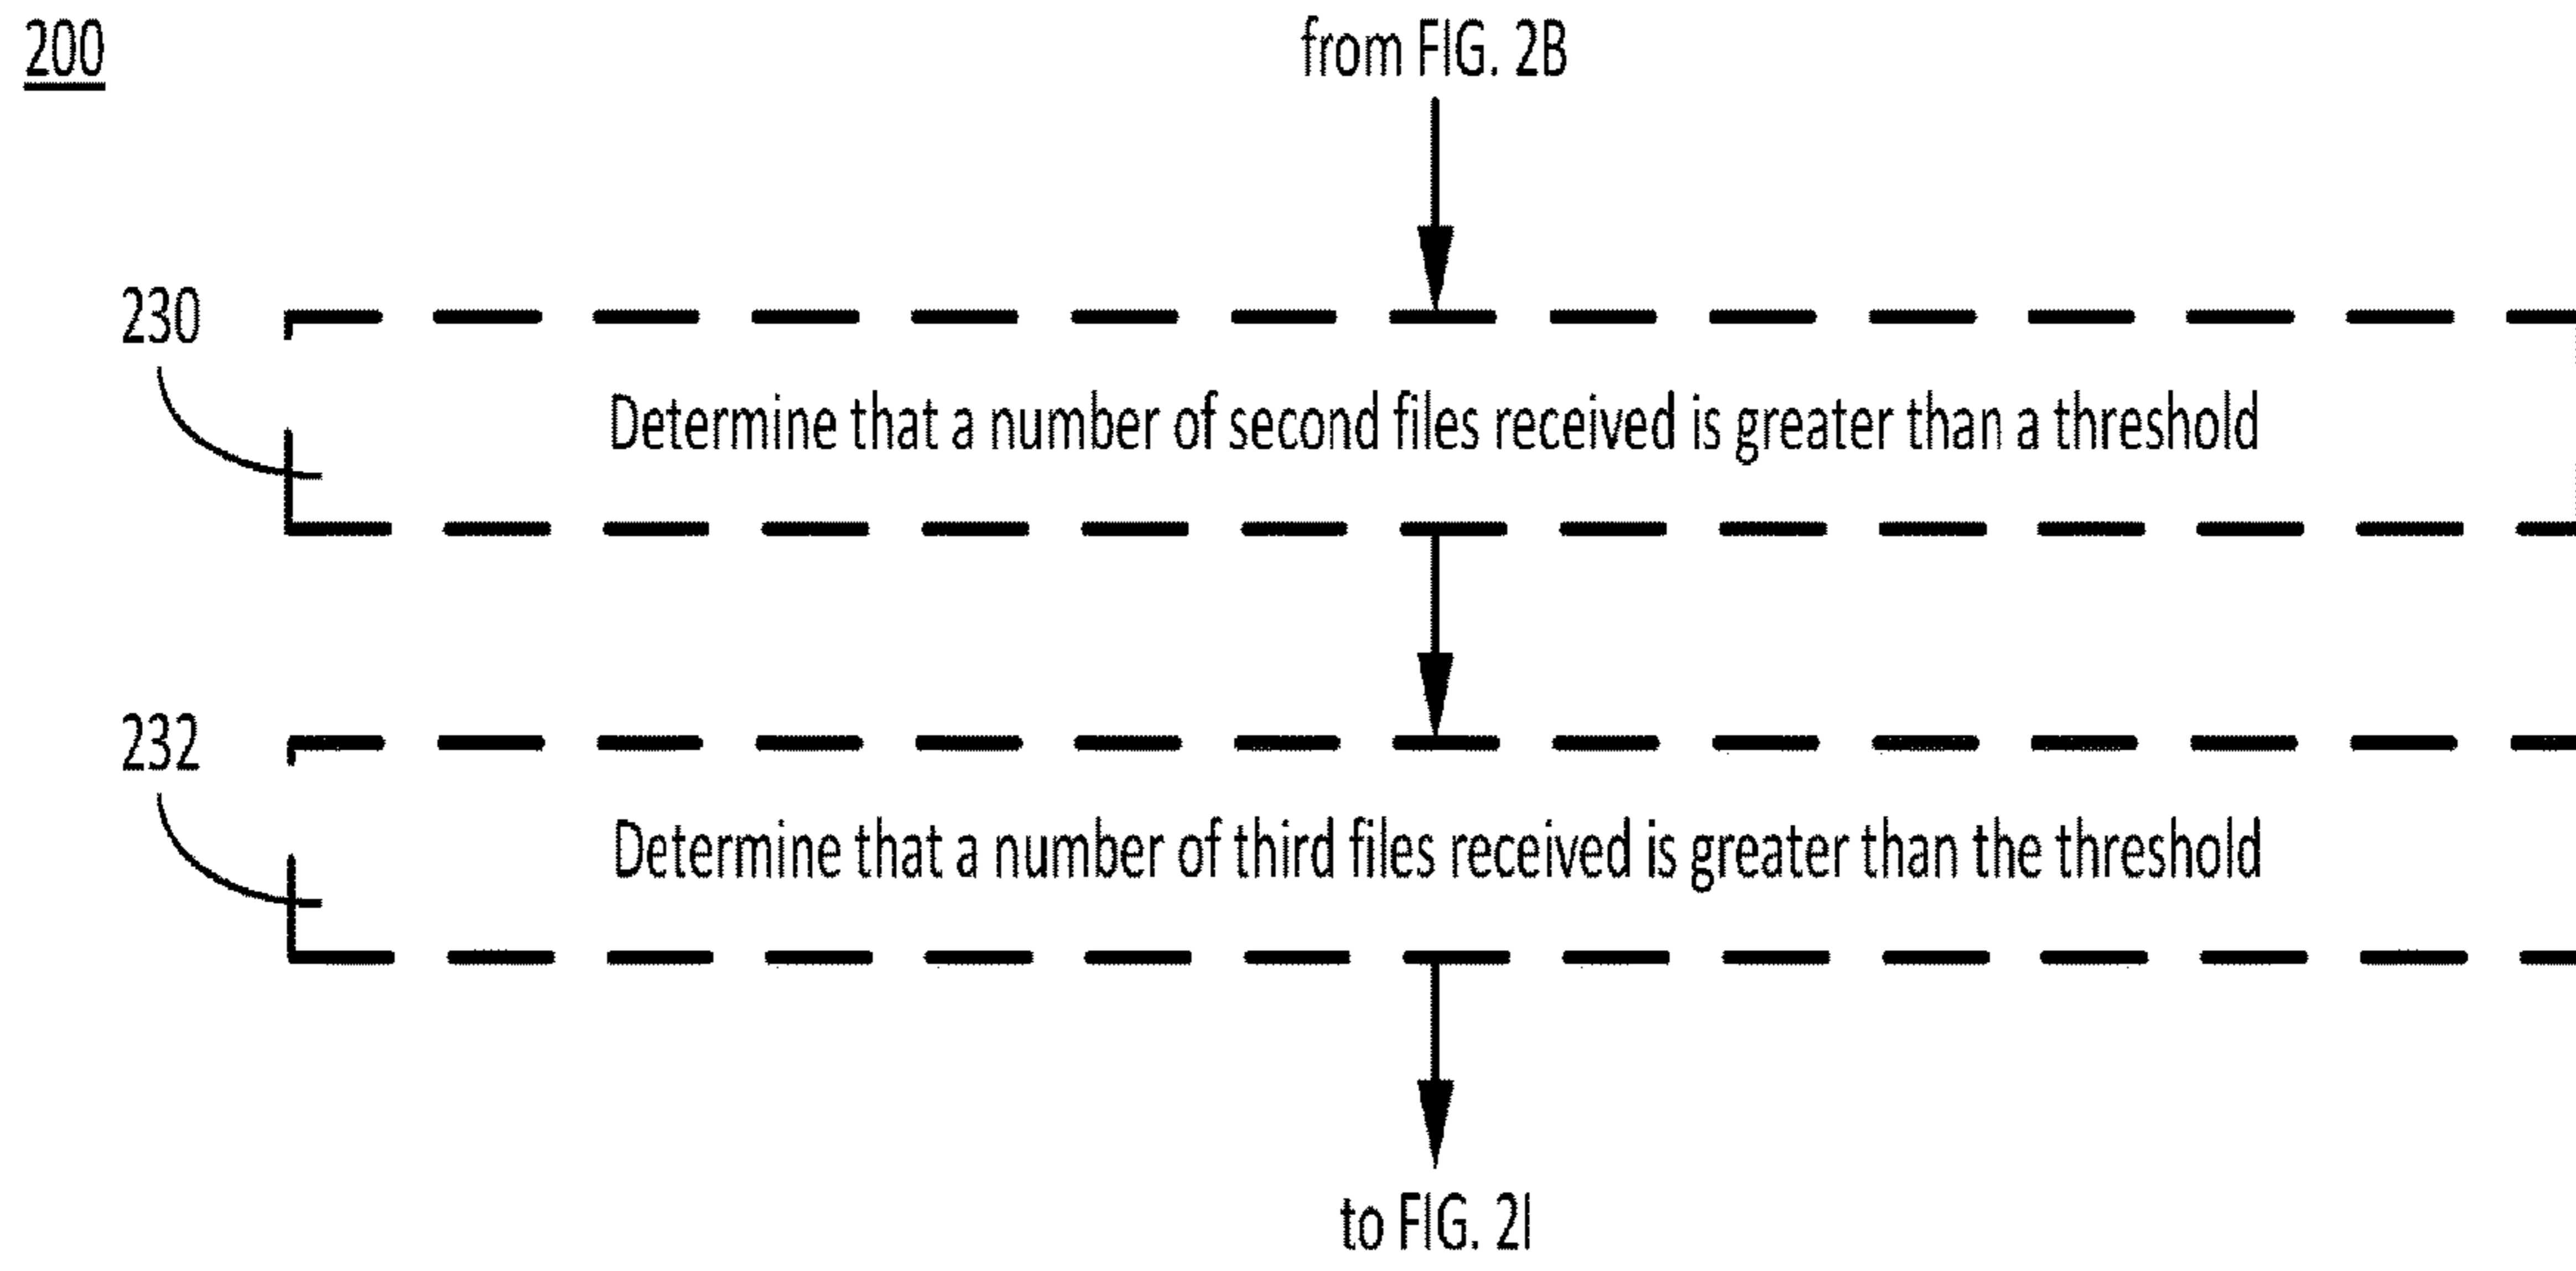 200
from FIG. 2B
230
Determine that a number of second files received is greater than a threshold
232
Determine that a number of third files received is greater than the threshold
to FIG. 2I